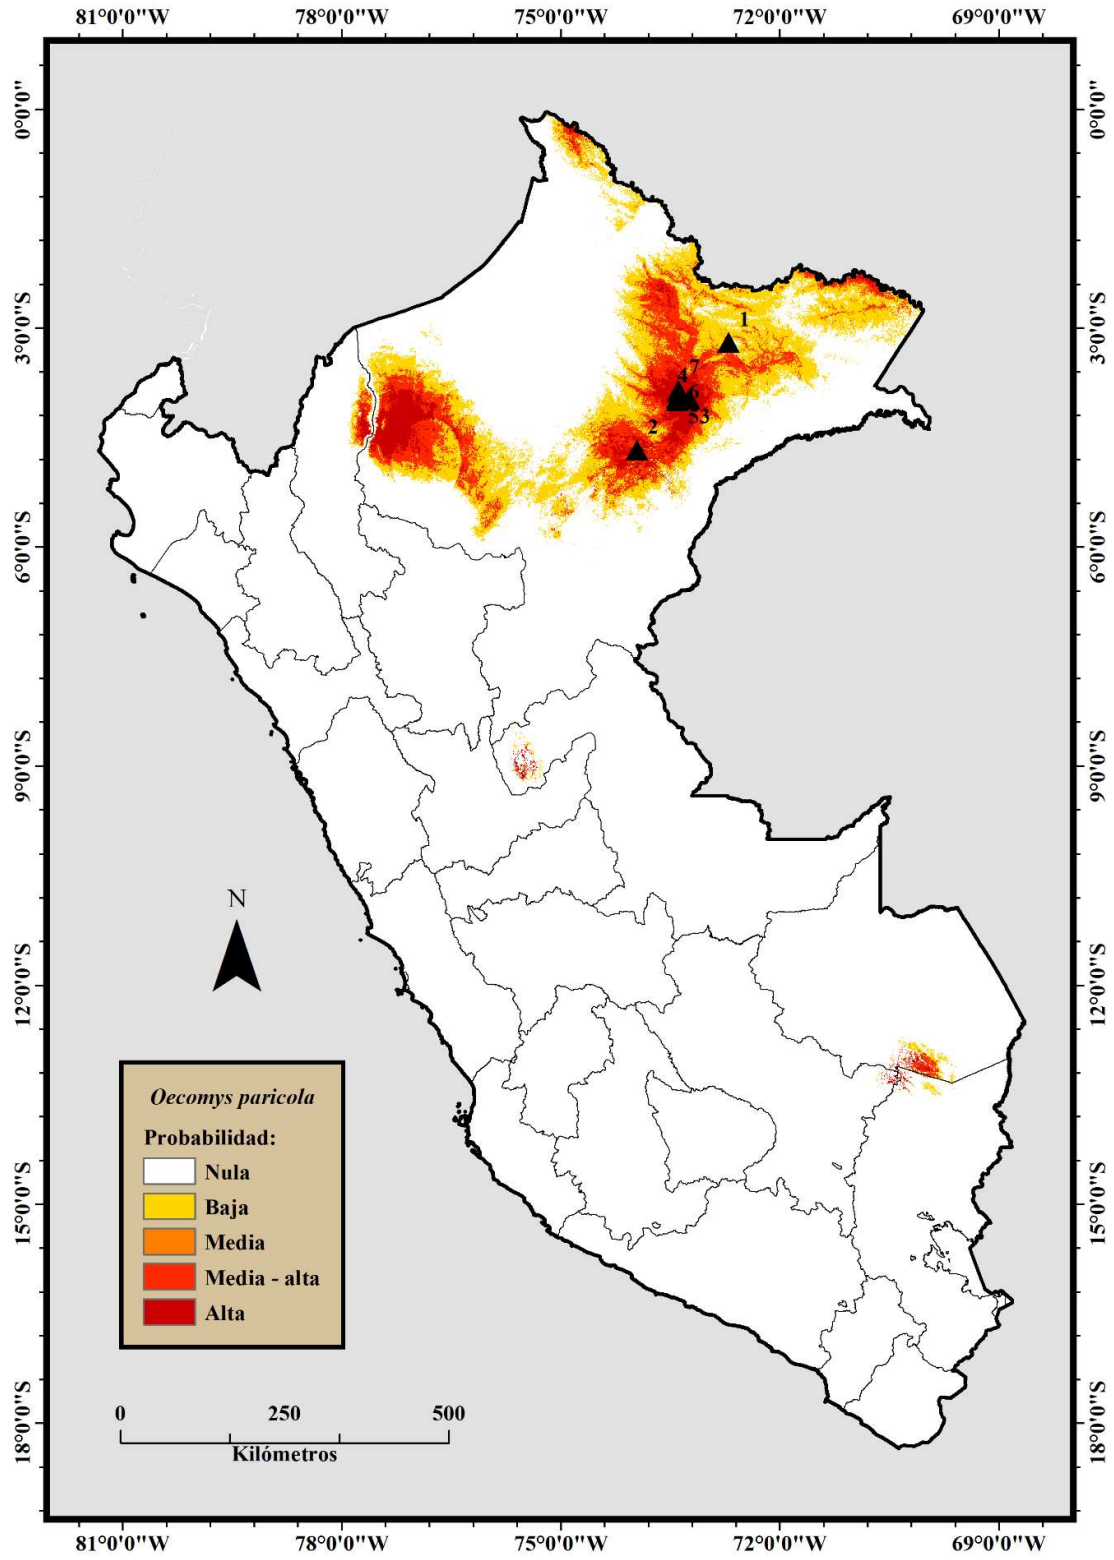 81°0'0"W 78°0'0"W 75°0'0"W 72°0'0"W 69°0'0"W
0°0'0" 0°0'0"
3°0'0"S 3°0'0"S
6°0'0"S 6°0'0"S
9°0'0"S 9°0'0"S
12°0'0"S 12°0'0"S
15°0'0"S 15°0'0"S
18°0'0"S 18°0'0"S
1
7
4
6
53
2
N
Oecomys paricola
Probabilidad:
Nula
Baja
Media
Media - alta
Alta
0 250 500
Kilómetros
81°0'0"W 78°0'0"W 75°0'0"W 72°0'0"W 69°0'0"W